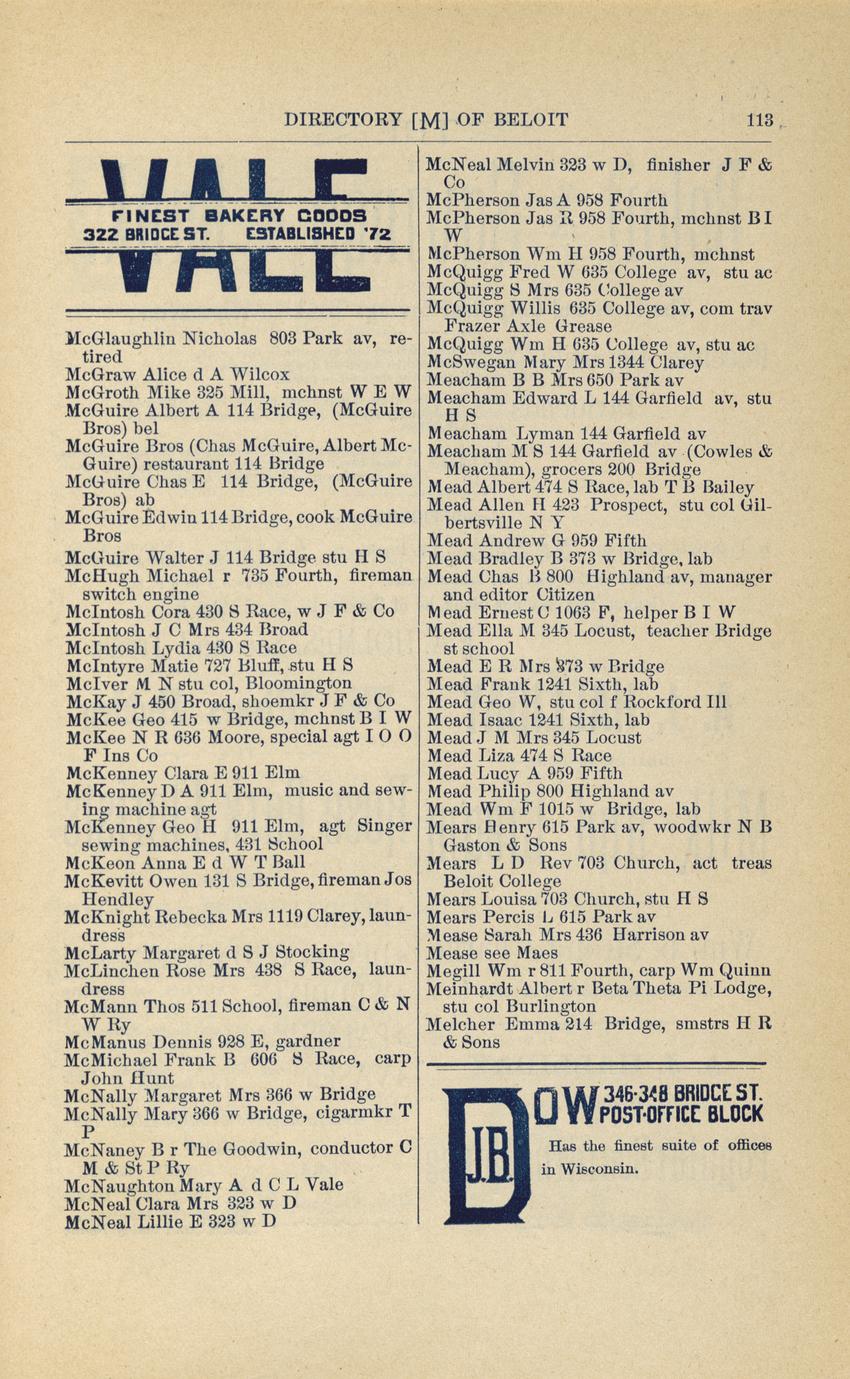 DIRECTORY [M] OF BELOIT 113
VALE
FINEST BAKERY GOODS
322 BRIDGE ST. ESTABLISHED '72
VALE
McGlaughlin Nicholas 803 Park av, re-
tired
McGraw Alice d A Wilcox
McGroth Mike 325 Mill, mchnst W E W
McGuire Albert A 114 Bridge, (McGuire
Bros) bel
McGuire Bros (Chas McGuire, Albert Mc-
Guire) restaurant 114 Bridge
McGuire Chas E 114 Bridge, (McGuire
Bros) ab
McGuire Edwin 114 Bridge, cook McGuire
Bros
McGuire Walter J 114 Bridge stu H S
McHugh Michael r 735 Fourth, fireman
switch engine
McIntosh Cora 430 S Race, w J F & Co
McIntosh J C Mrs 434 Broad
McIntosh Lydia 430 S Race
McIntyre Matie 727 Bluff, stu H S
McIver M N stu col, Bloomington
McKay J 450 Broad, shoemkr J F & Co
McKee Geo 415 w Bridge, mchnst B I W
McKee N R 636 Moore, special agt I O O
F Ins Co
McKenney Clara E 911 Elm
McKenney D A 911 Elm, music and sew-
ing machine agt
McKenney Geo H 911 Elm, agt Singer
sewing machines, 431 School
McKeon Anna E d W T Ball
McKevitt Owen 131 S Bridge, fireman Jos
Hendley
McKnight Rebecka Mrs 1119 Clarey, laun-
dress
McLarty Margaret d S J Stocking
McLinchen Rose Mrs 438 S Race, laun-
dress
McMann Thos 511 School, fireman C & N
W Ry
McManus Dennis 928 E, gardner
McMichael Frank B 606 S Race, carp
John Hunt
McNally Margaret Mrs 366 w Bridge
McNally Mary 366 w Bridge, cigarmkr T
P
McNaney B r The Goodwin, conductor C
M & St P Ry
McNaughton Mary A d C L Vale
McNeal Clara Mrs 323 w D
McNeal Lillie E 323 w D
McNeal Melvin 323 w D, finisher J F &
Co
McPherson Jas A 958 Fourth
McPherson Jas R 958 Fourth, mchnst B I
W
McPherson Wm H 958 Fourth, mchnst
McQuigg Fred W 635 College av, stu ac
McQuigg S Mrs 635 College av
McQuigg Willis 635 College av, com trav
Frazer Axle Grease
McQuigg Wm H 635 College av, stu ac
McSwegan Mary Mrs 1344 Clarey
Meacham B B Mrs 650 Park av
Meacham Edward L 144 Garfield av, stu
H S
Meacham Lyman 144 Garfield av
Meacham M S 144 Garfield av (Cowles &
Meacham), grocers 200 Bridge
Mead Albert 474 S Race, lab T B Bailey
Mead Allen H 423 Prospect, stu col Gil-
bertsville N Y
Mead Andrew G 959 Fifth
Mead Bradley B 373 w Bridge, lab
Mead Chas B 800 Highland av, manager
and editor Citizen
Mead Ernest C 1063 F, helper B I W
Mead Ella M 345 Locust, teacher Bridge
st school
Mead E R Mrs 373 w Bridge
Mead Frank 1241 Sixth, lab
Mead Geo W, stu col f Rockford Ill
Mead Isaac 1241 Sixth, lab
Mead J M Mrs 345 Locust
Mead Liza 474 S Race
Mead Lucy A 959 Fifth
Mead Philip 800 Highland av
Mead Wm F 1015 w Bridge, lab
Mears Henry 615 Park av, woodwkr N B
Gaston & Sons
Mears L D Rev 703 Church, act treas
Beloit College
Mears Louisa 703 Church, stu H S
Mears Percis L 615 Park av
Mease Sarah Mrs 436 Harrison av
Mease see Maes
Megill Wm r 811 Fourth, carp Wm Quinn
Meinhardt Albert r Beta Theta Pi Lodge,
stu col Burlington
Melcher Emma 214 Bridge, smstrs H R
& Sons
J.B. DOW 346-348 BRIDGE ST.
POST-OFFICE BLOCK
Has the finest suite of offices
in Wisconsin.